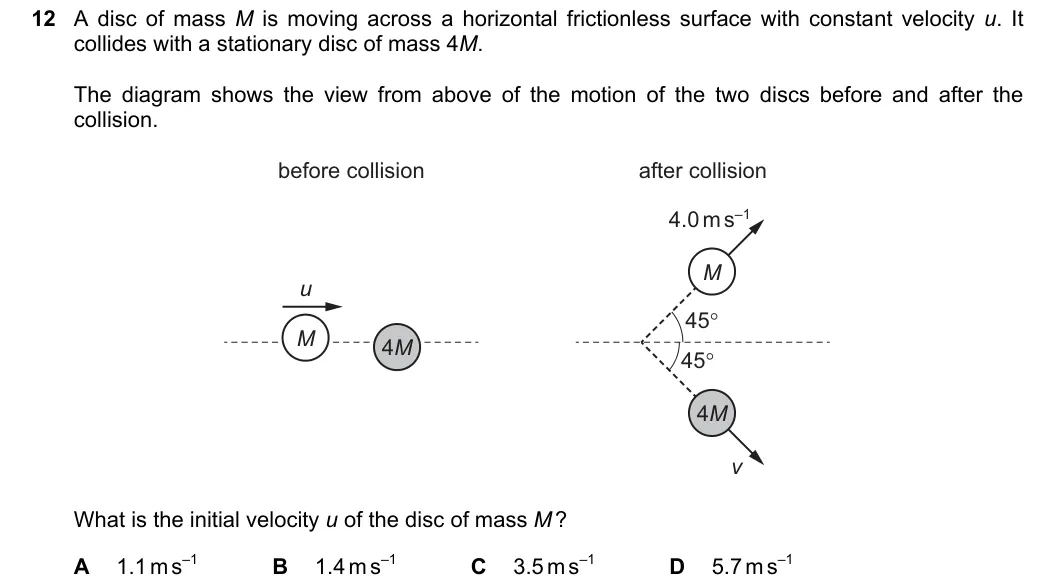 12 A disc of mass M is moving across a horizontal frictionless surface with constant velocity u. It
collides with a stationary disc of mass 4M.
The diagram shows the view from above of the motion of the two discs before and after the
collision.
before collision
after collision
4.0 m s⁻¹
M
u
45°
M
4M
45°
4M
v
What is the initial velocity u of the disc of mass M?
A 1.1 m s⁻¹ B 1.4 m s⁻¹ C 3.5 m s⁻¹ D 5.7 m s⁻¹